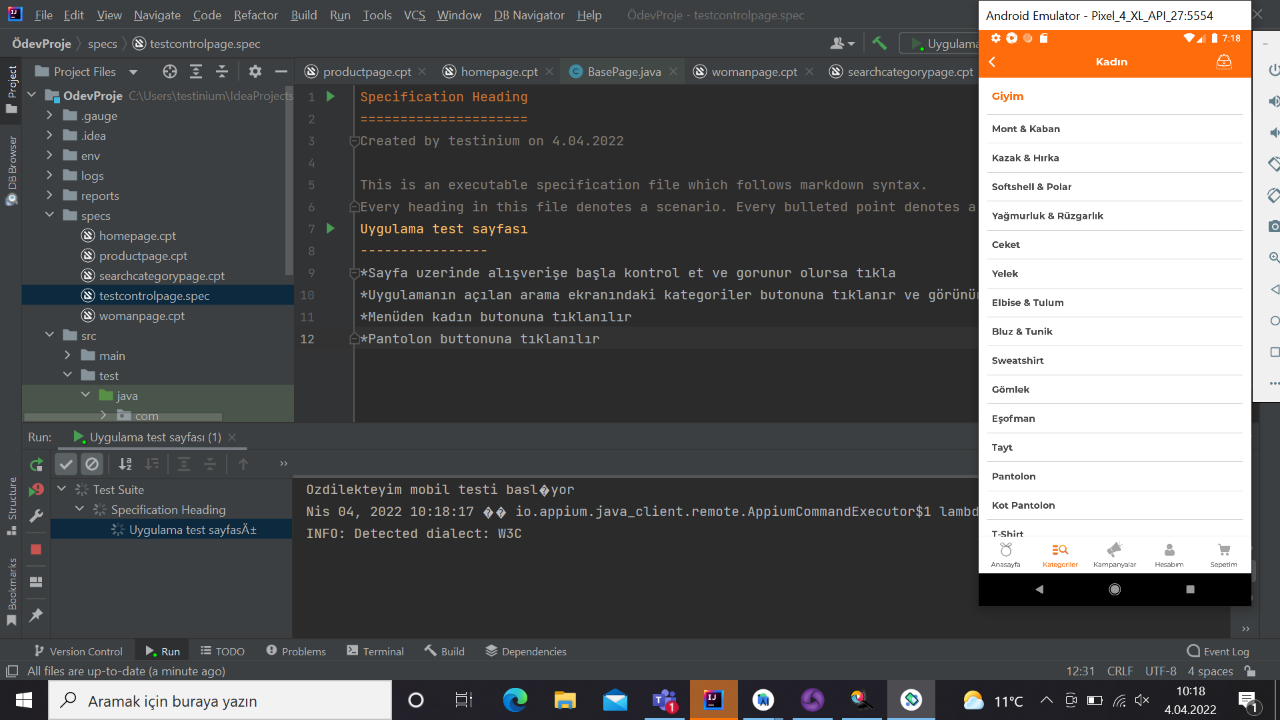 File Edit View Navigate Code Refactor Build Run Tools VCS Window DB Navigator Help ÖdevProje - testcontrolpage.spec
ÖdevProje specs testcontrolpage.spec
Uygulama
Project Files
productpage.cpt homepage.cpt BasePage.java womanpage.cpt searchcategorypage.cpt
Project
DB Browser
Structure
Bookmarks
OdevProje C:\Users\testinium\IdeaProjects
.gauge
.idea
env
logs
reports
specs
homepage.cpt
productpage.cpt
searchcategorypage.cpt
testcontrolpage.spec
womanpage.cpt
src
main
test
java
com
1 Specification Heading
2 =====================
3 Created by testinium on 4.04.2022
4
5 This is an executable specification file which follows markdown syntax.
6 Every heading in this file denotes a scenario. Every bulleted point denotes a
7 Uygulama test sayfası
8 ----------------
9 *Sayfa uzerinde alışverişe başla kontrol et ve gorunur olursa tıkla
10 *Uygulamanın açılan arama ekranındaki kategoriler butonuna tıklanır ve görünür
11 *Menüden kadın butonuna tıklanılır
12 *Pantolon buttonuna tıklanılır
Run: Uygulama test sayfası (1)
Test Suite
Specification Heading
Uygulama test sayfasÄ±
Ozdilekteyim mobil testi basl�yor
Nis 04, 2022 10:18:17 �� io.appium.java_client.remote.AppiumCommandExecutor$1 lambd
INFO: Detected dialect: W3C
Version Control Run TODO Problems Terminal Build Dependencies Event Log
All files are up-to-date (a minute ago) 12:31 CRLF UTF-8 4 spaces
Android Emulator - Pixel_4_XL_API_27:5554
7:18
Kadın
Giyim
Mont & Kaban
Kazak & Hırka
Softshell & Polar
Yağmurluk & Rüzgarlık
Ceket
Yelek
Elbise & Tulum
Bluz & Tunik
Sweatshirt
Gömlek
Eşofman
Tayt
Pantolon
Kot Pantolon
T-Shirt
Anasayfa Kategoriler Kampanyalar Hesabım Sepetim
Aramak için buraya yazın
1
11°C
10:18
4.04.2022
1